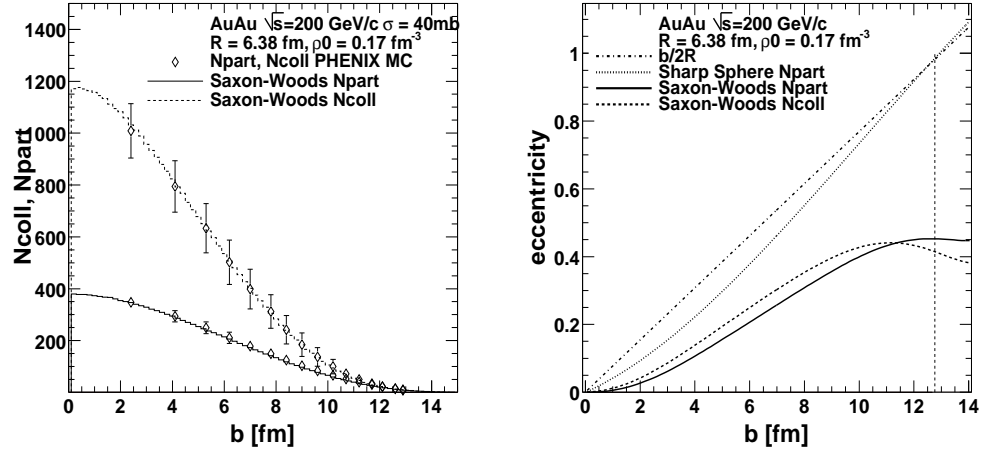 AuAu √s=200 GeV/c σ = 40mb
R = 6.38 fm, ρ0 = 0.17 fm-3
Npart, Ncoll PHENIX MC
Saxon-Woods Npart
Saxon-Woods Ncoll
Ncoll, Npart
1400
1200
1000
800
600
400
200
0 2 4 6 8 10 12 14
b [fm]
AuAu √s=200 GeV/c
R = 6.38 fm, ρ0 = 0.17 fm-3
b/2R
Sharp Sphere Npart
Saxon-Woods Npart
Saxon-Woods Ncoll
eccentricity
1
0.8
0.6
0.4
0.2
0
0 2 4 6 8 10 12 14
b [fm]